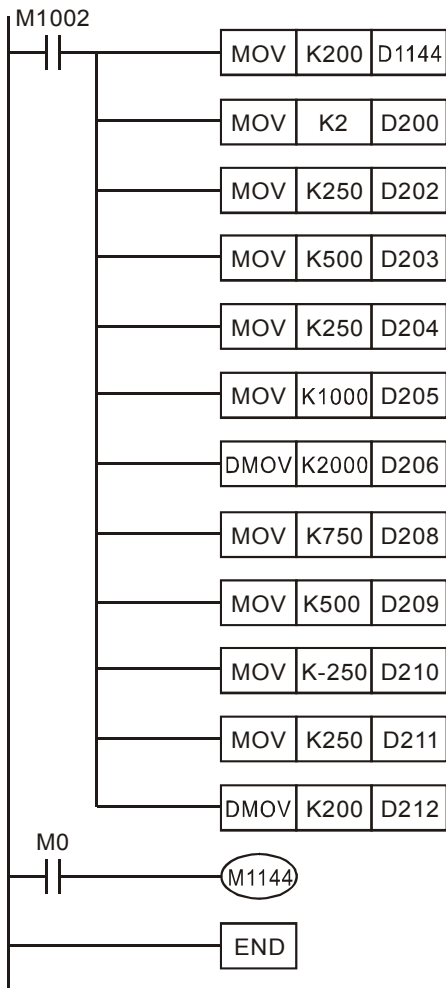 M1002
MOV K200 D1144
MOV K2 D200
MOV K250 D202
MOV K500 D203
MOV K250 D204
MOV K1000 D205
DMOV K2000 D206
MOV K750 D208
MOV K500 D209
MOV K-250 D210
MOV K250 D211
DMOV K200 D212
M0
M1144
END